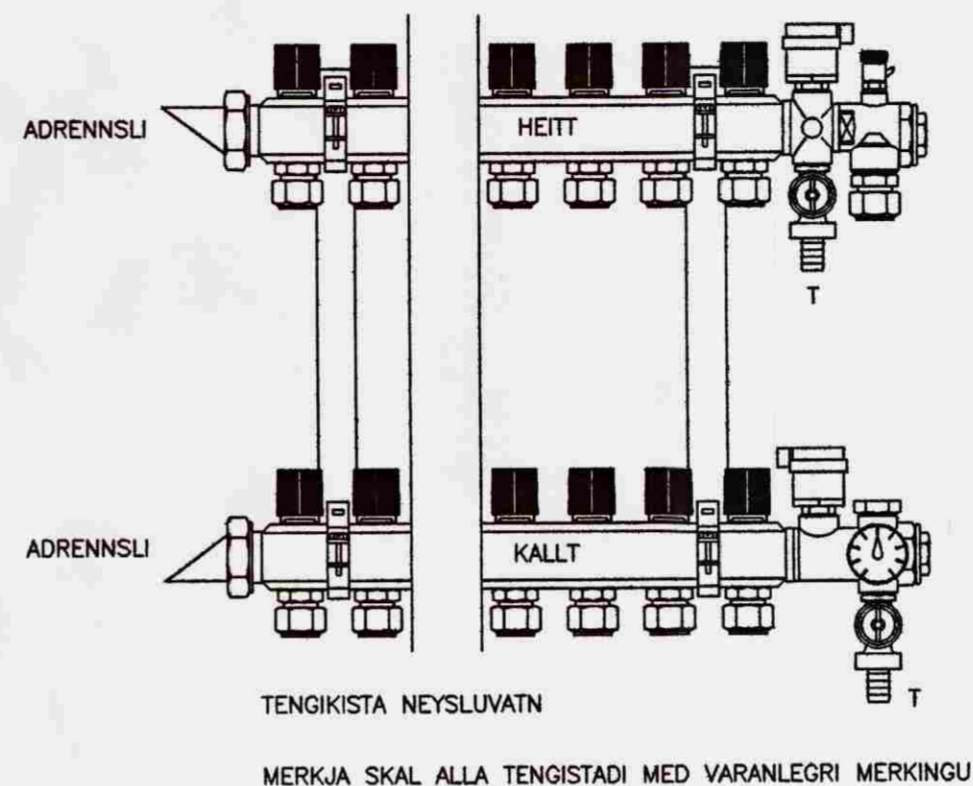 ADRENNSLI
HEITT
T
ADRENNSLI
KALLT
T
TENGIKISTA NEYSLUVATN
MERKJA SKAL ALLA TENGISTADI MED VARANLEGRI MERKINGU